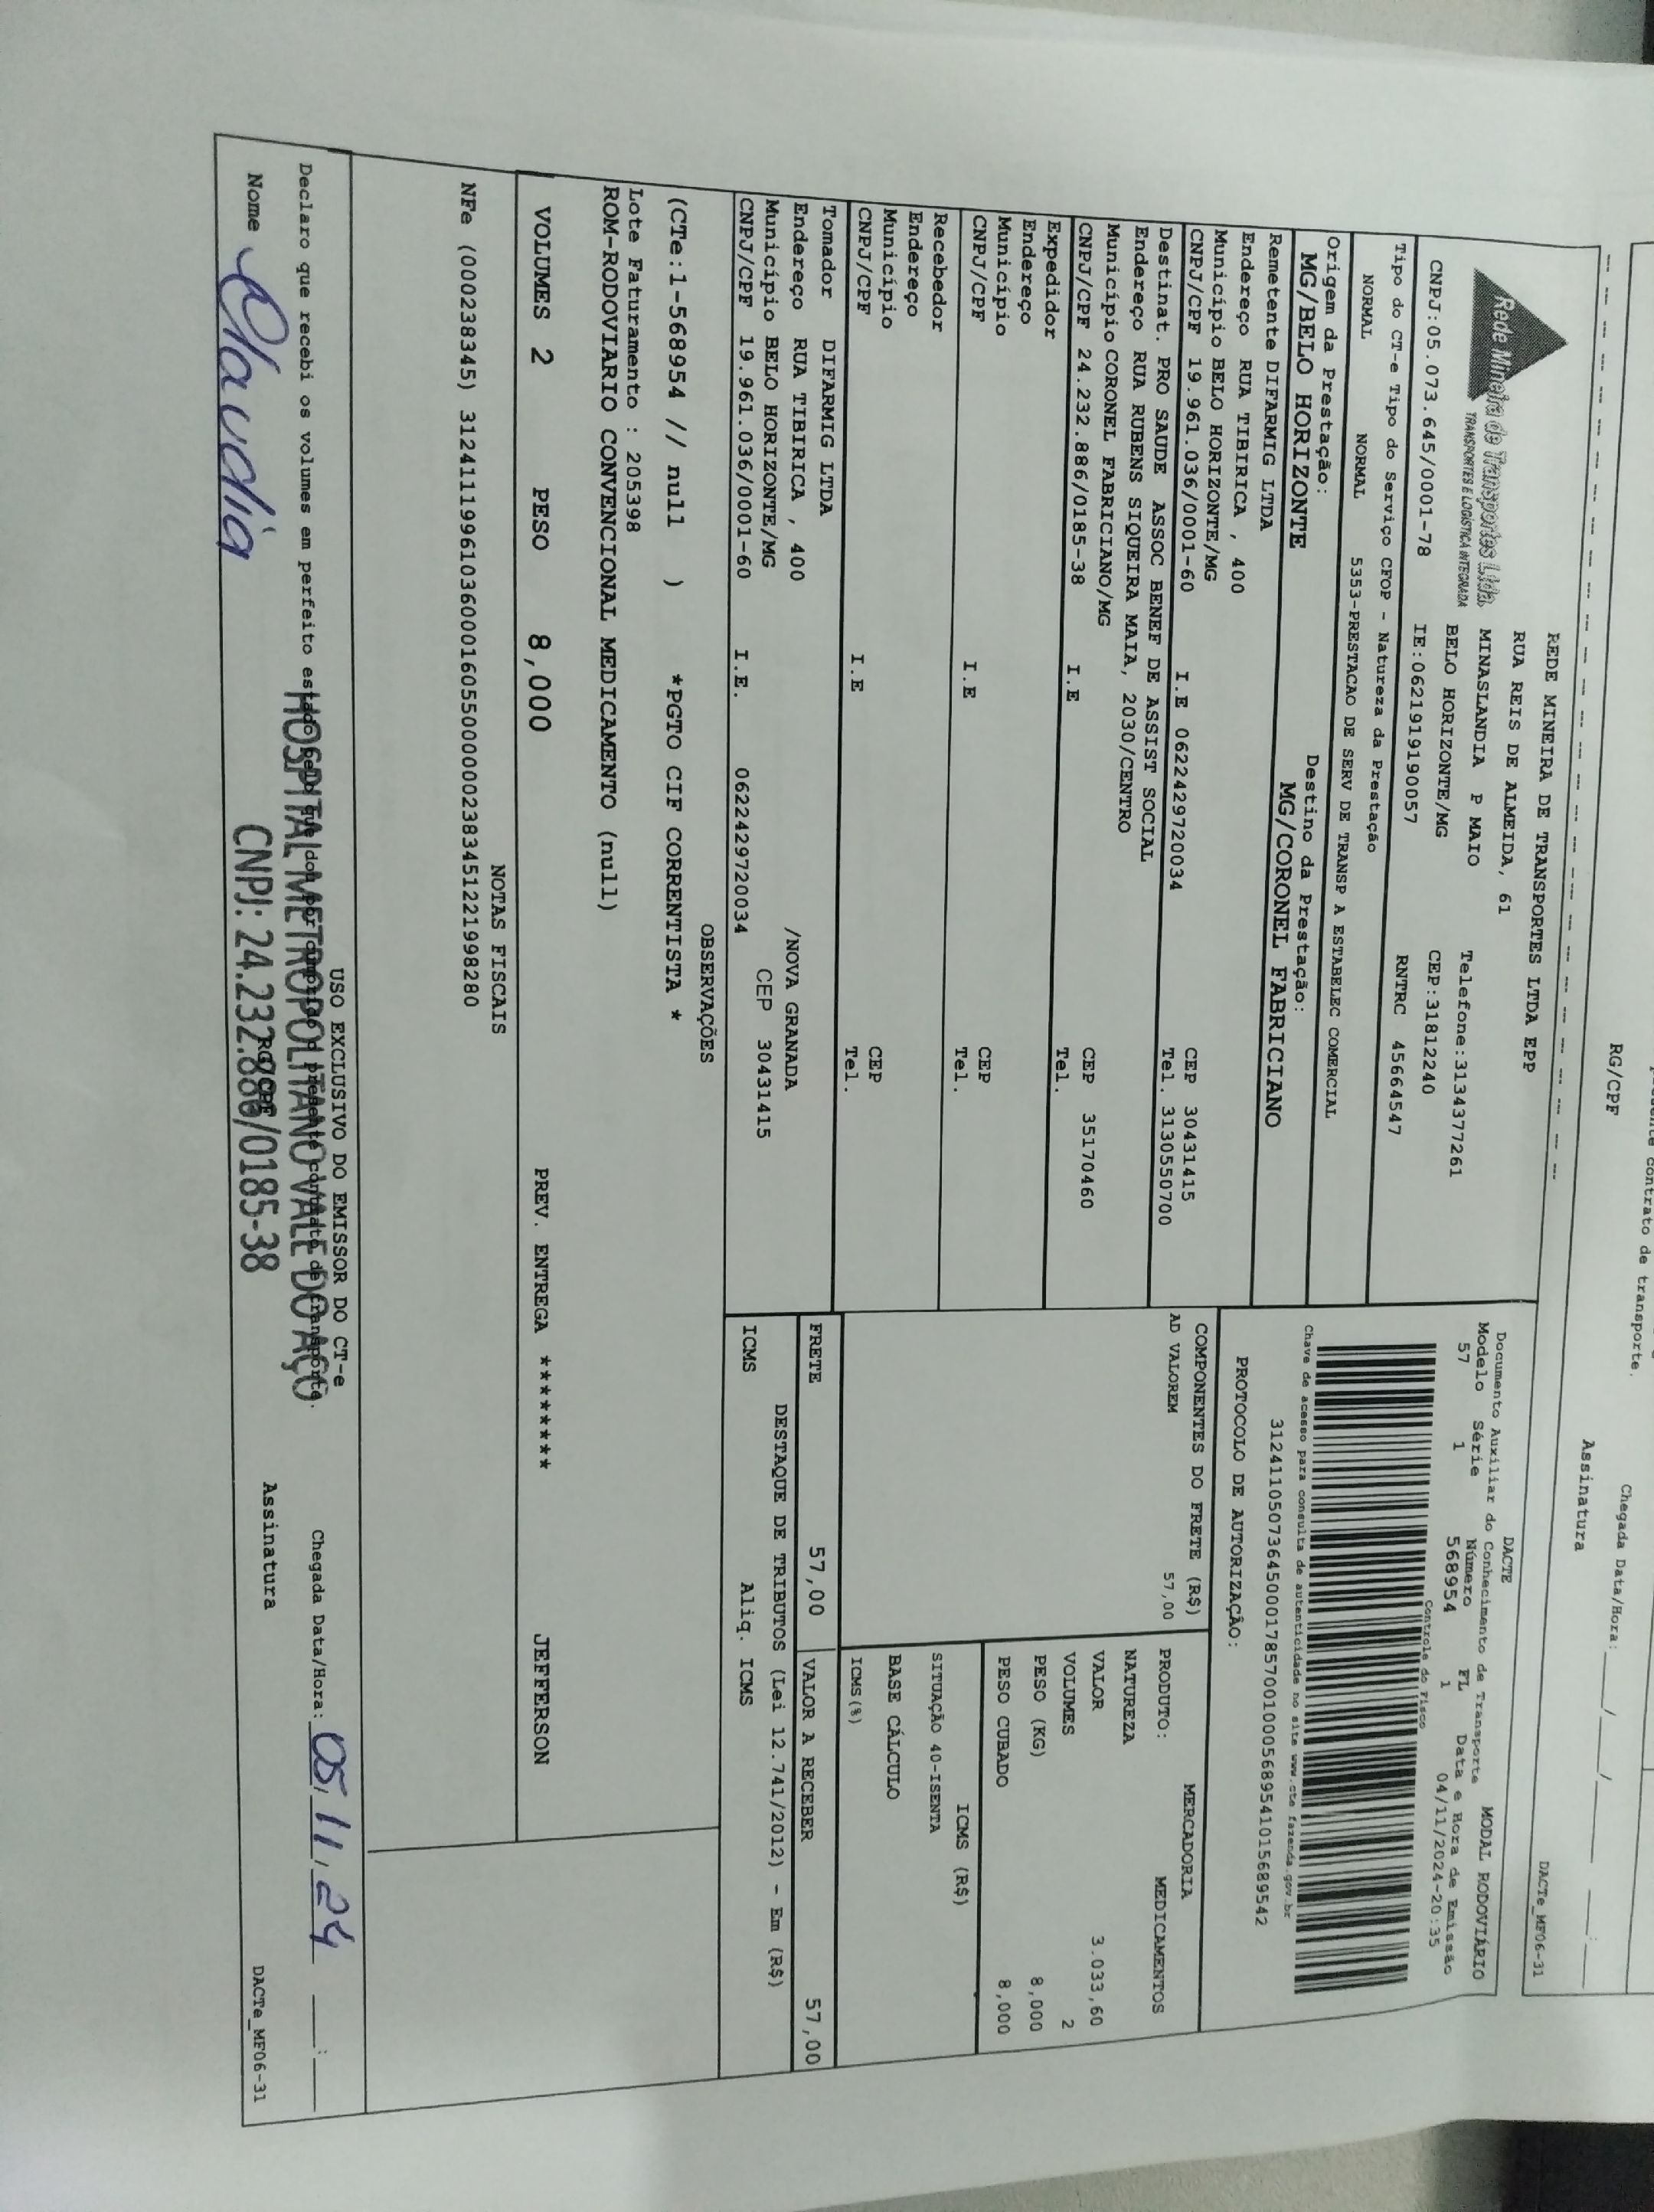 presente contrato de transporte.
RG/CPF
Chegada Data/Hora: ____/____/____ ____:____
Assinatura
DACTe_MF06-31
Rede Mineira de Transportes Ltda.
TRANSPORTES E LOGÍSTICA INTEGRADA
REDE MINEIRA DE TRANSPORTES LTDA EPP
RUA REIS DE ALMEIDA, 61
MINASLANDIA P MAIO Telefone:3134377261
BELO HORIZONTE/MG CEP:31812240
CNPJ:05.073.645/0001-78 IE:0621919190057 RNTRC 45664547
Tipo do CT-e Tipo do Serviço CFOP - Natureza da Prestação
NORMAL NORMAL 5353-PRESTACAO DE SERV DE TRANSP A ESTABELEC COMERCIAL
Origem da Prestação: Destino da Prestação:
MG/BELO HORIZONTE MG/CORONEL FABRICIANO
DACTE
Documento Auxiliar do Conhecimento de Transporte MODAL RODOVIÁRIO
Modelo Série Número FL Data e Hora de Emissão
57 1 568954 1 04/11/2024-20:35
Controle do Fisco
Chave de acesso para consulta de autenticidade no site www.cte.fazenda.gov.br
31241105073645000178570010005689541015689542
PROTOCOLO DE AUTORIZAÇÃO:
Remetente DIFARMIG LTDA
Endereço RUA TIBIRICA , 400
Município BELO HORIZONTE/MG CEP 30431415
CNPJ/CPF 19.961.036/0001-60 I.E 0622429720034 Tel. 3130550700
Destinat. PRO SAUDE ASSOC BENEF DE ASSIST SOCIAL
Endereço RUA RUBENS SIQUEIRA MAIA, 2030/CENTRO
Município CORONEL FABRICIANO/MG CEP 35170460
CNPJ/CPF 24.232.886/0185-38 I.E Tel.
Expedidor
Endereço
Município CEP
CNPJ/CPF I.E Tel.
Recebedor
Endereço
Município CEP
CNPJ/CPF I.E Tel.
Tomador DIFARMIG LTDA
Endereço RUA TIBIRICA , 400 /NOVA GRANADA
Município BELO HORIZONTE/MG CEP 30431415
CNPJ/CPF 19.961.036/0001-60 I.E. 0622429720034
COMPONENTES DO FRETE (R$)
AD VALOREM 57,00
MERCADORIA
PRODUTO: MEDICAMENTOS
NATUREZA
VALOR 3.033,60
VOLUMES 2
PESO (KG) 8,000
PESO CUBADO 8,000
ICMS (R$)
SITUAÇÃO 40-ISENTA
BASE CÁLCULO
ICMS(%)
FRETE 57,00 VALOR A RECEBER 57,00
DESTAQUE DE TRIBUTOS (Lei 12.741/2012) - Em (R$)
ICMS Aliq. ICMS
OBSERVAÇÕES
(CTe:1-568954 // null ) *PGTO CIF CORRENTISTA *
Lote Faturamento : 205398
ROM-RODOVIARIO CONVENCIONAL MEDICAMENTO (null)
VOLUMES 2 PESO 8,000 PREV. ENTREGA ******** JEFFERSON
NOTAS FISCAIS
NFe (000238345) 31241119961036000160550000002383451221998280
USO EXCLUSIVO DO EMISSOR DO CT-e
Declaro que recebi os volumes em perfeito estado pelo que dou por cumprido o presente contrato de transporte.
Chegada Data/Hora: 05/11/24 ____:____
HOSPITAL METROPOLITANO VALE DO AÇO
CNPJ: 24.232.886/0185-38
Nome Claudia RG/CPF Assinatura
DACTe_MF06-31